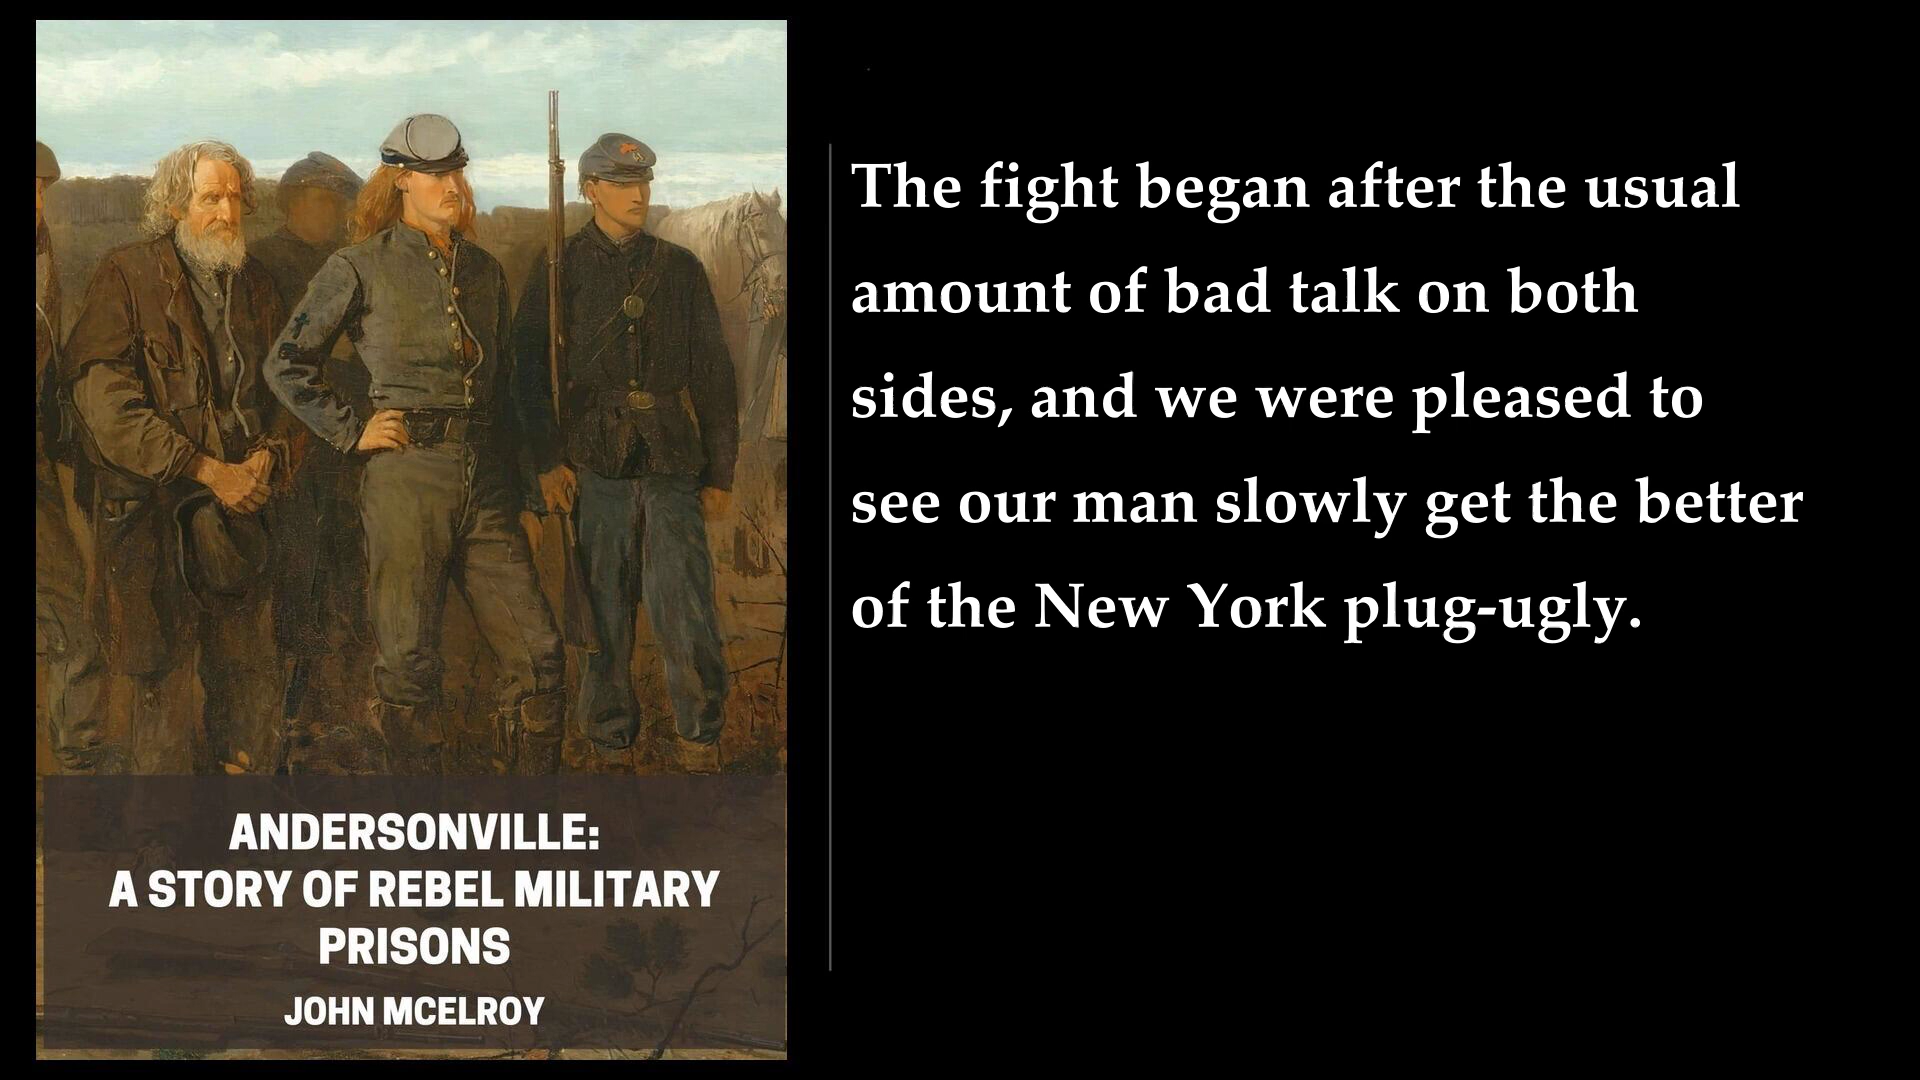 ANDERSONVILLE:
A STORY OF REBEL MILITARY
PRISONS
JOHN MCELROY
The fight began after the usual
amount of bad talk on both
sides, and we were pleased to
see our man slowly get the better
of the New York plug-ugly.